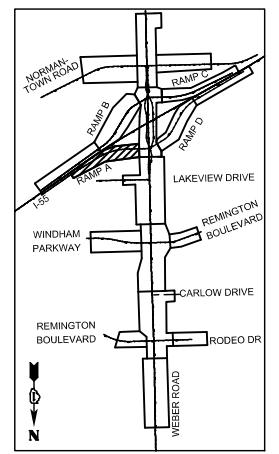 NORMAN-
TOWN ROAD
RAMP C
RAMP B
RAMP D
RAMP A
I-55
LAKEVIEW DRIVE
REMINGTON
BOULEVARD
WINDHAM
PARKWAY
CARLOW DRIVE
REMINGTON
BOULEVARD
RODEO DR
WEBER ROAD
N